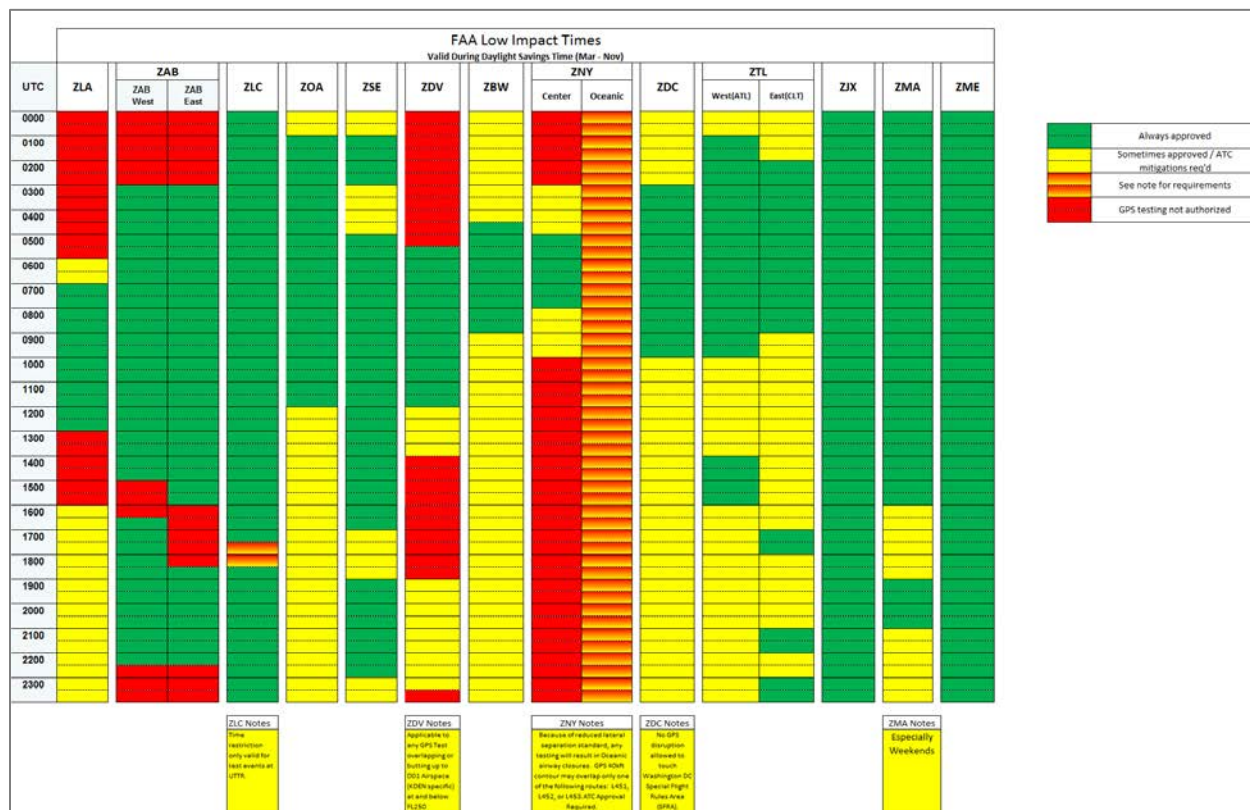 FAA Low Impact Times
Valid During Daylight Savings Time (Mar - Nov)
UTC ZLA ZAB ZLC ZOA ZSE ZDV ZBW ZNY ZDC ZTL ZJX ZMA ZME
ZAB West ZAB East Center Oceanic West(ATL) East(CLT)
0000
0100
0200
0300
0400
0500
0600
0700
0800
0900
1000
1100
1200
1300
1400
1500
1600
1700
1800
1900
2000
2100
2200
2300
Always approved
Sometimes approved / ATC
mitigations req'd
See note for requirements
GPS testing not authorized
ZLC Notes
Time
restriction
only valid for
test events at
UTTR.
ZDV Notes
Applicable to
any GPS Test
overlapping or
butting up to
D01 Airspace
(KDEN specific)
at and below
FL250
ZNY Notes
Because of reduced lateral
separation standard, any
testing will result in Oceanic
airway closures. GPS 40kft
contour may overlap only one
of the following routes: L451,
L452, or L453. ATC Approval
Required.
ZDC Notes
No GPS
disruption
allowed to
touch
Washington DC
Special Flight
Rules Area
(SFRA).
ZMA Notes
Especially
Weekends